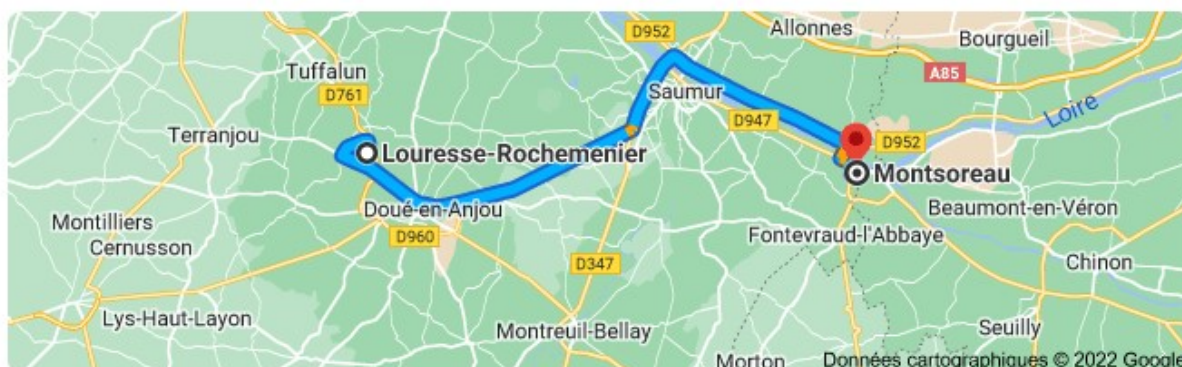 D952
Allonnes
Bourgueil
Tuffalun
A85
D761
Saumur
Loire
D947
Terranjou
D952
Louresse-Rochemenier
Montsoreau
Doué-en-Anjou
Beaumont-en-Véron
Montilliers
D960
Fontevraud-l'Abbaye
Cernusson
D347
Chinon
Lys-Haut-Layon
Montreuil-Bellay
Seuilly
Morton
Données cartographiques © 2022 Google